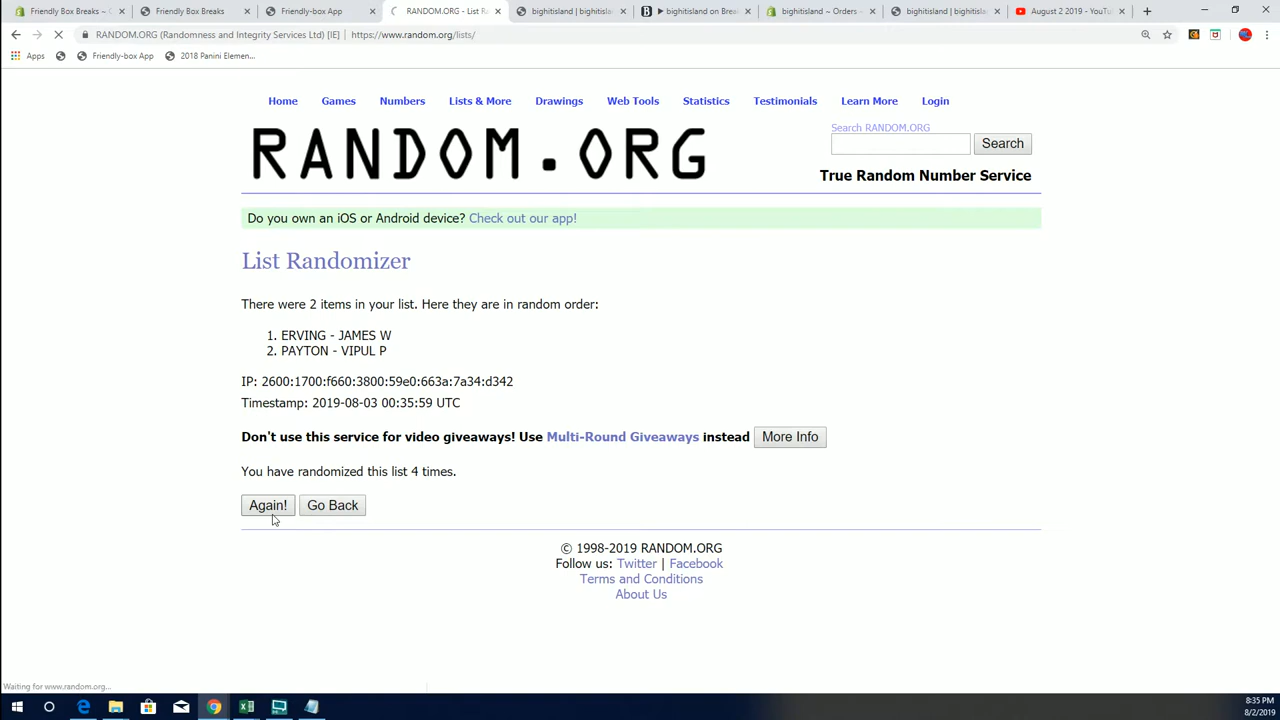 Friendly Box Breaks ~
Friendly Box Breaks
Friendly-box App
RANDOM.ORG - List R
bighitisland | bighitislan
bighitisland on Bre
bighitisland ~ Orders ~
bighitisland | bighitislan
August 2 2019 - YouTu
RANDOM.ORG (Randomness and Integrity Services Ltd) [IE] | https://www.random.org/lists/
Apps
Friendly-box App
2018 Panini Elemen...
Home
Games
Numbers
Lists & More
Drawings
Web Tools
Statistics
Testimonials
Learn More
Login
RANDOM.ORG
Search RANDOM.ORG
Search
True Random Number Service
Do you own an iOS or Android device? Check out our app!
List Randomizer
There were 2 items in your list. Here they are in random order:
1. ERVING - JAMES W
2. PAYTON - VIPUL P
IP: 2600:1700:f660:3800:59e0:663a:7a34:d342
Timestamp: 2019-08-03 00:35:59 UTC
Don't use this service for video giveaways! Use Multi-Round Giveaways instead
More Info
You have randomized this list 4 times.
Again!
Go Back
© 1998-2019 RANDOM.ORG
Follow us: Twitter | Facebook
Terms and Conditions
About Us
Waiting for www.random.org...
8:35 PM
8/2/2019